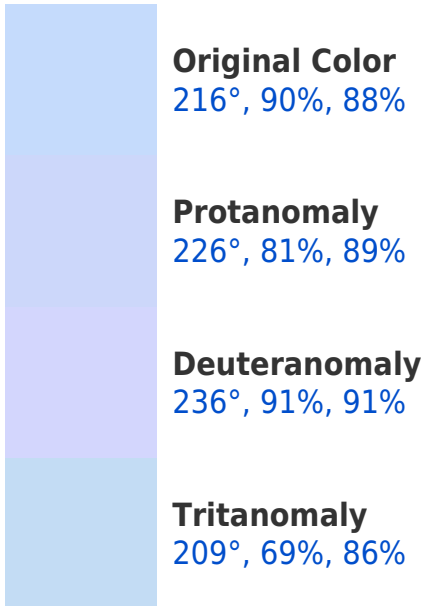 Original Color
216°, 90%, 88%
Protanomaly
226°, 81%, 89%
Deuteranomaly
236°, 91%, 91%
Tritanomaly
209°, 69%, 86%